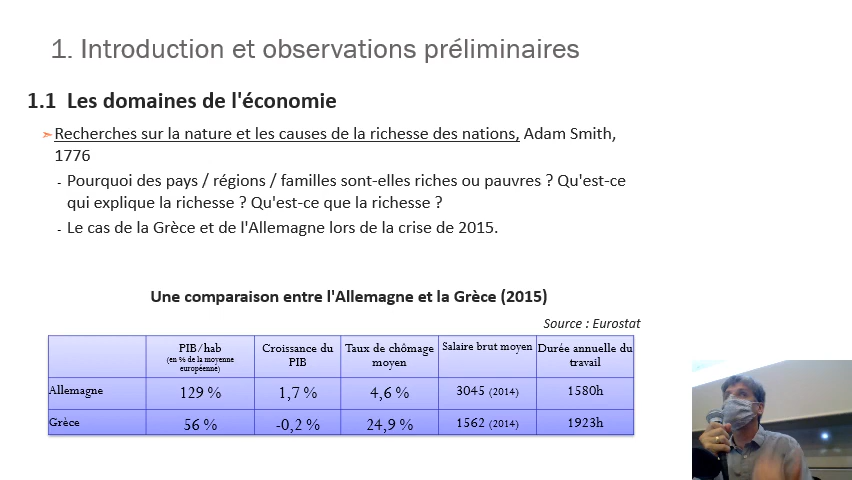 1. Introduction et observations préliminaires
1.1 Les domaines de l'économie
➣ Recherches sur la nature et les causes de la richesse des nations, Adam Smith,
1776
- Pourquoi des pays / régions / familles sont-elles riches ou pauvres ? Qu'est-ce
qui explique la richesse ? Qu'est-ce que la richesse ?
- Le cas de la Grèce et de l'Allemagne lors de la crise de 2015.
Une comparaison entre l'Allemagne et la Grèce (2015)
Source : Eurostat
PIB/hab (en % de la moyenne européenné) Croissance du PIB Taux de chômage moyen Salaire brut moyen Durée annuelle du travail
Allemagne 129 % 1,7 % 4,6 % 3045 (2014) 1580h
Grèce 56 % -0,2 % 24,9 % 1562 (2014) 1923h